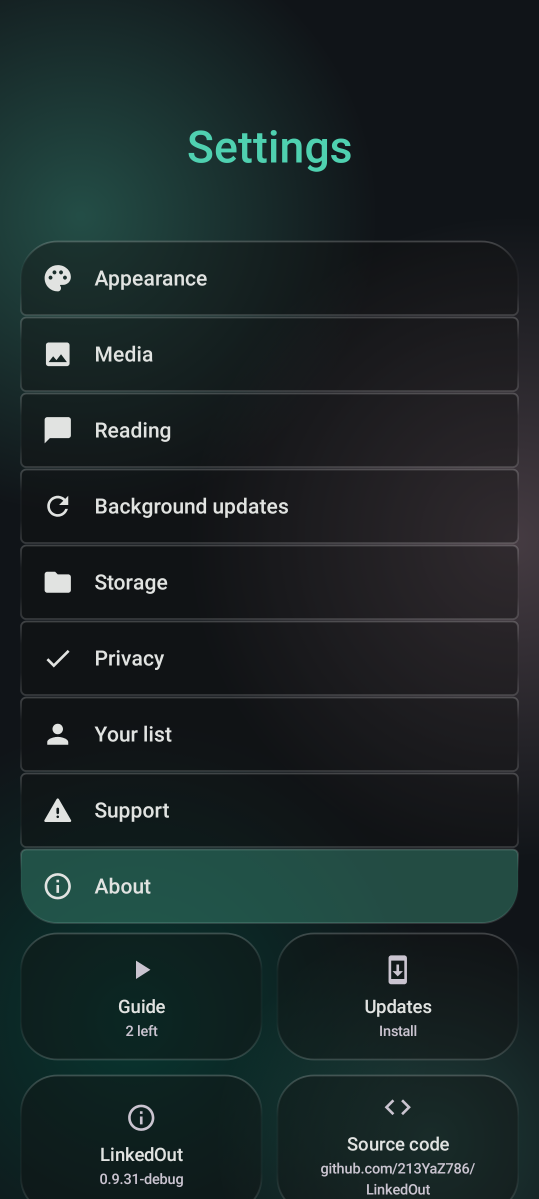 Settings
Appearance
Media
Reading
Background updates
Storage
Privacy
Your list
Support
About
Guide
2 left
Updates
Install
LinkedOut
0.9.31-debug
Source code
github.com/213YaZ786/
LinkedOut